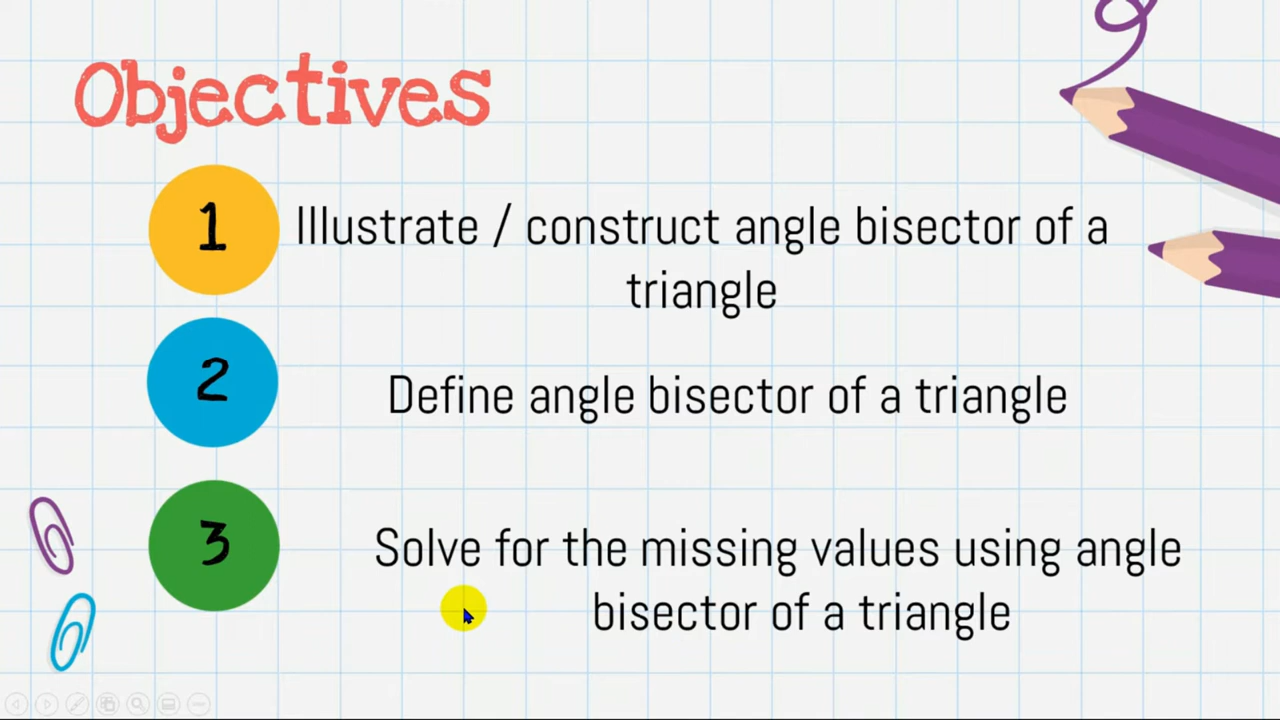 Objectives
1
Illustrate / construct angle bisector of a
triangle
2
Define angle bisector of a triangle
3
Solve for the missing values using angle
bisector of a triangle